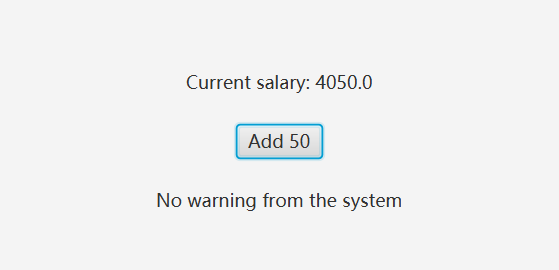 Current salary: 4050.0
Add 50
No warning from the system